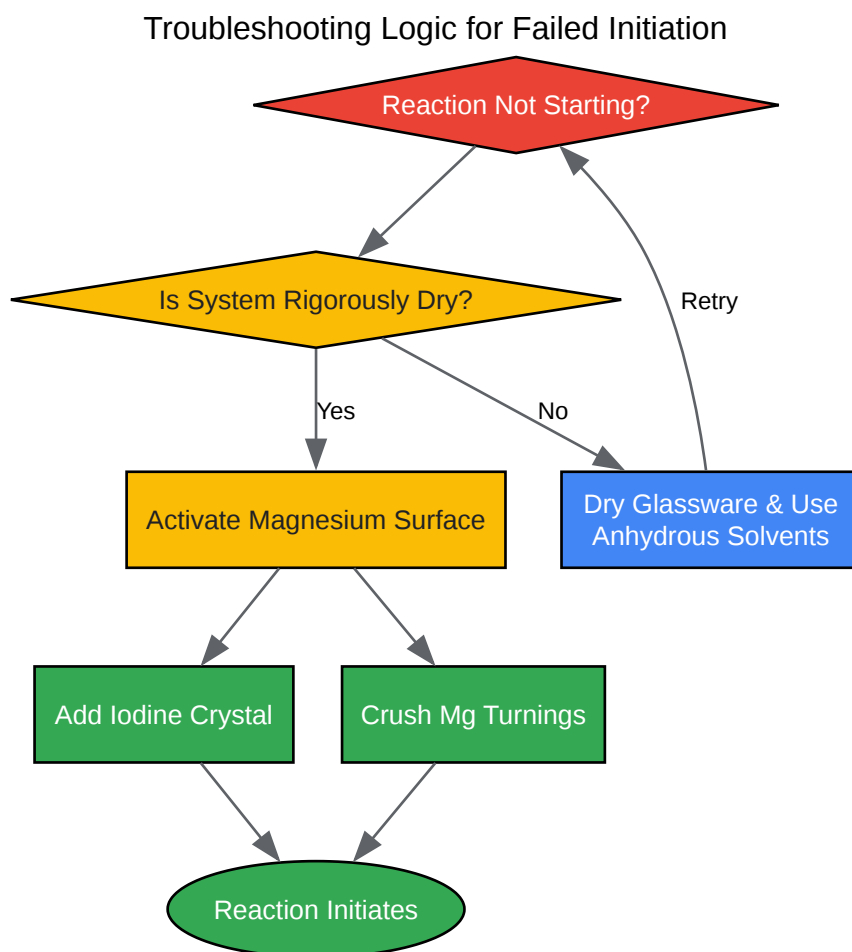 Troubleshooting Logic for Failed Initiation
Reaction Not Starting?
Is System Rigorously Dry?
Retry
Yes
No
Activate Magnesium Surface
Dry Glassware & Use
Anhydrous Solvents
Add Iodine Crystal
Crush Mg Turnings
Reaction Initiates